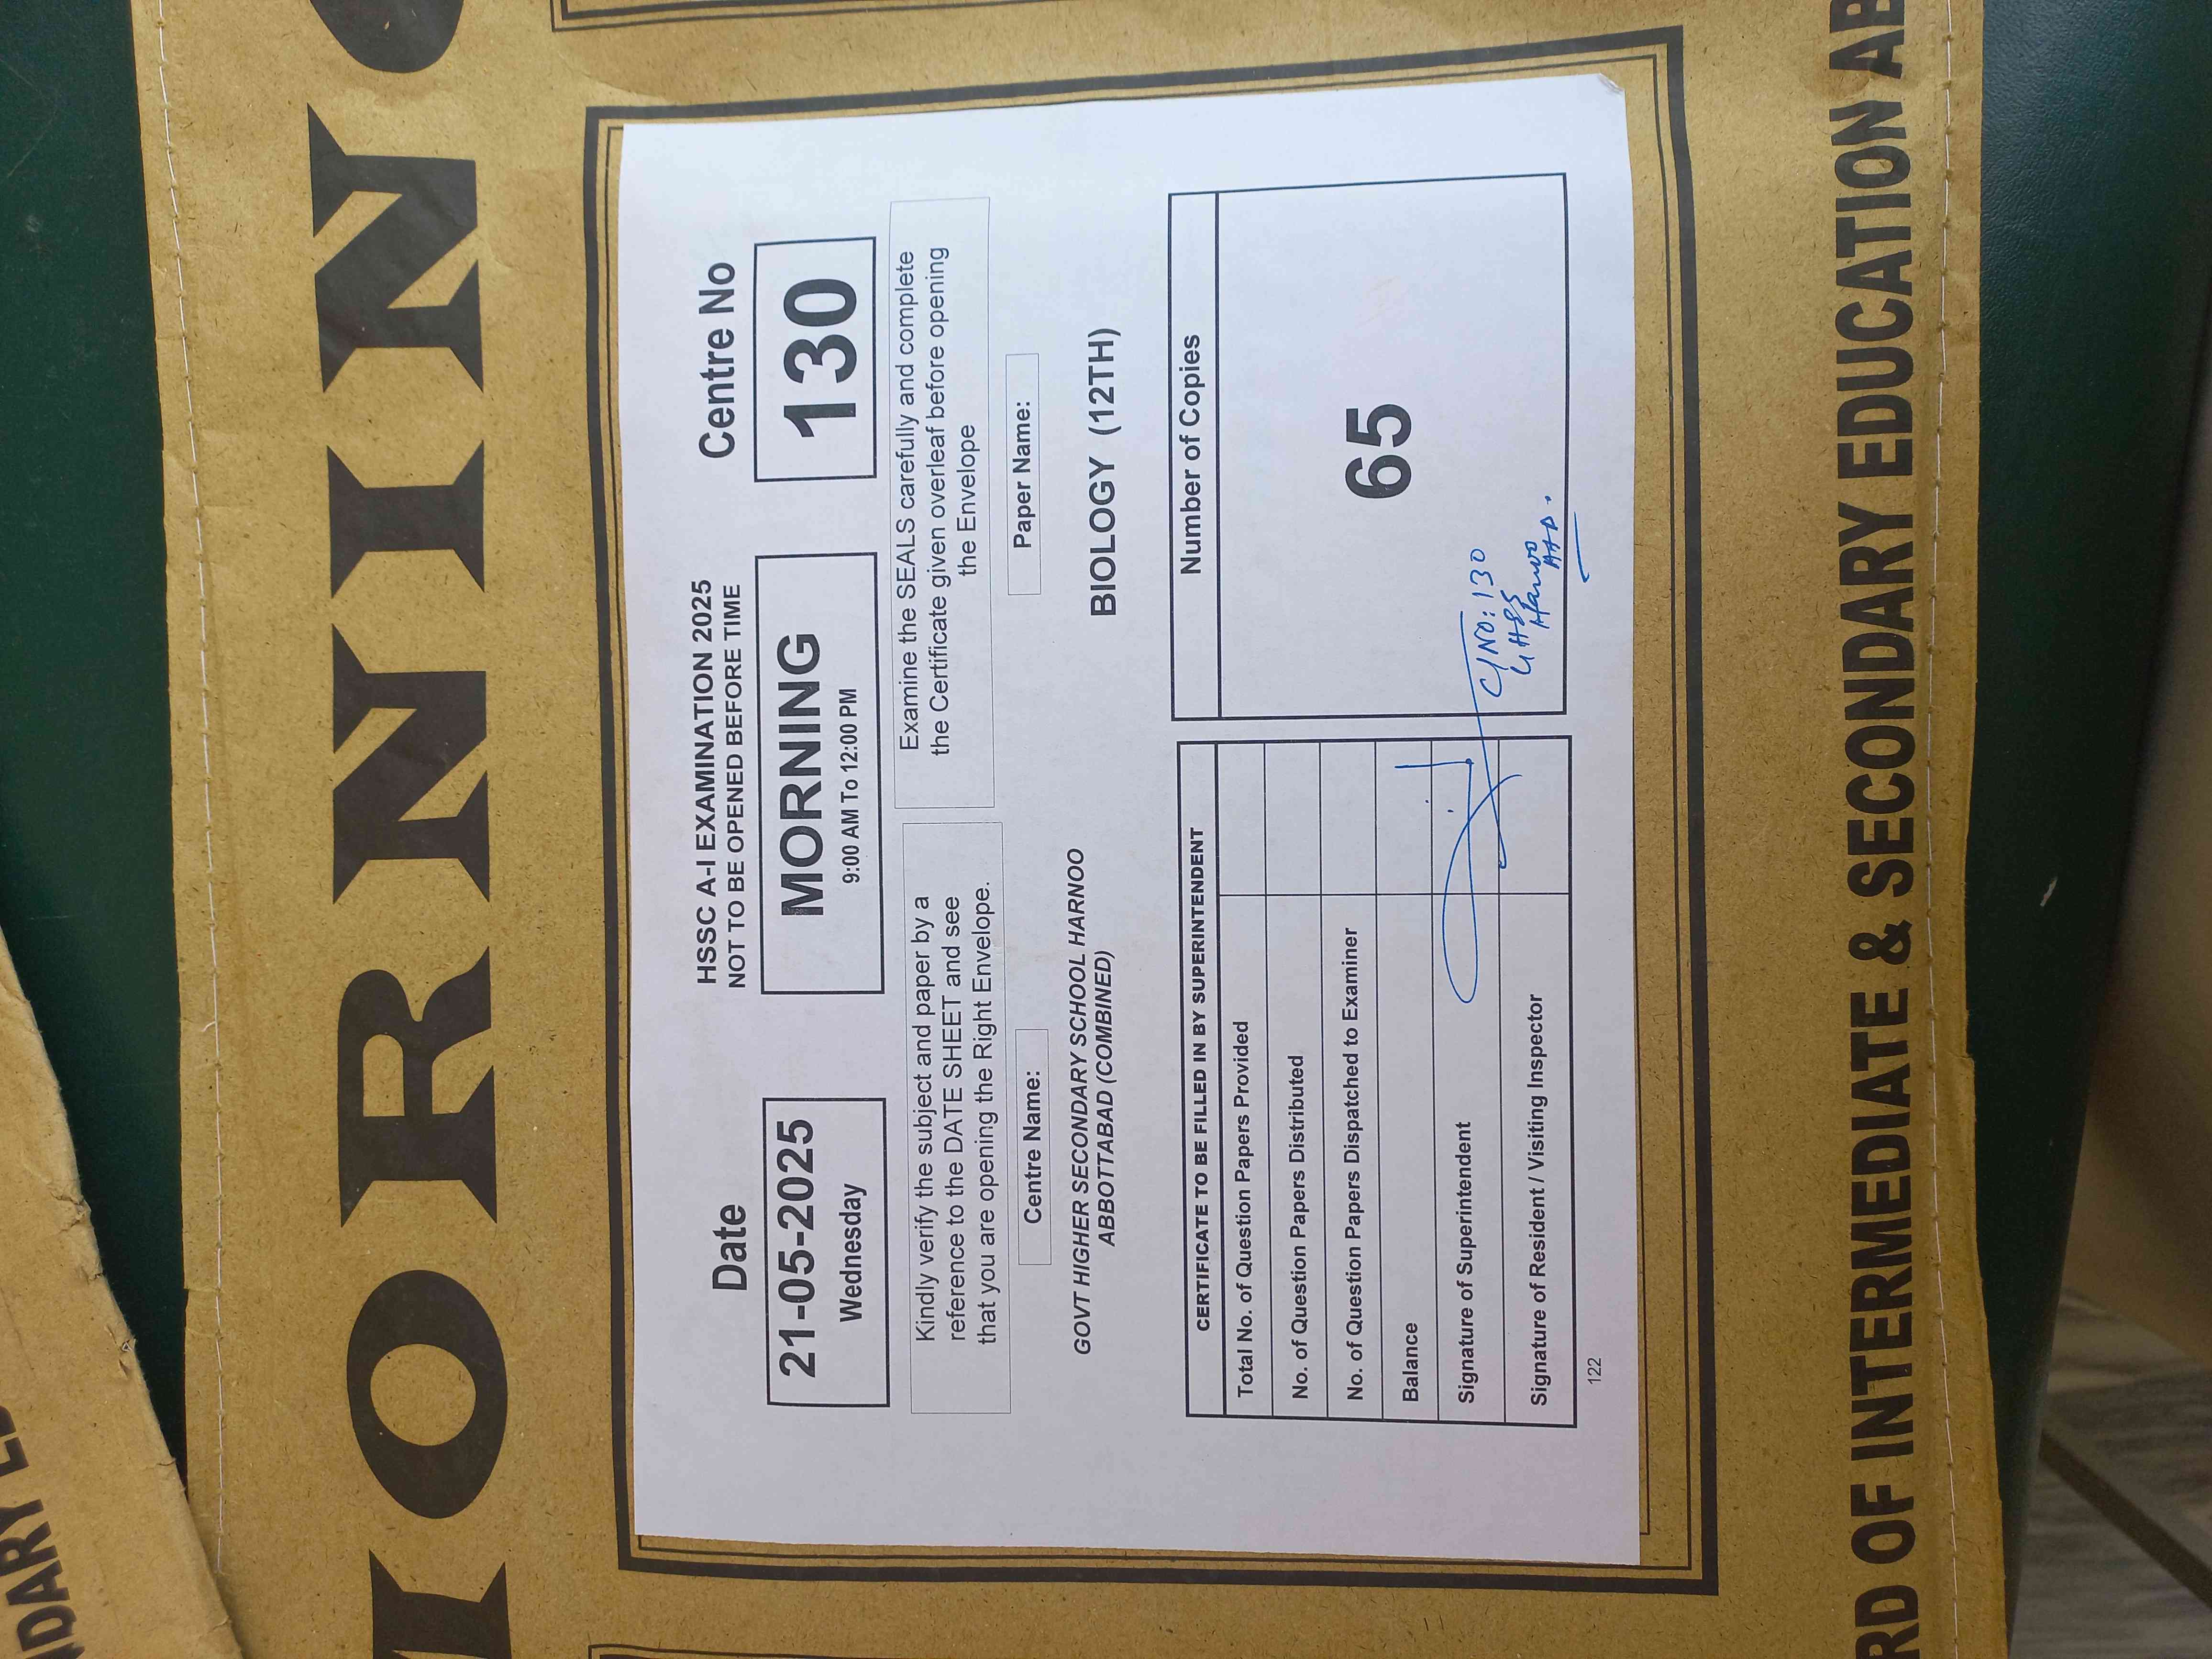 NDARY ED
MORNING
HSSC A-I EXAMINATION 2025
NOT TO BE OPENED BEFORE TIME
Date
21-05-2025
Wednesday
MORNING
9:00 AM To 12:00 PM
Centre No
130
Kindly verify the subject and paper by a
reference to the DATE SHEET and see
that you are opening the Right Envelope.
Examine the SEALS carefully and complete
the Certificate given overleaf before opening
the Envelope
Centre Name:
GOVT HIGHER SECONDARY SCHOOL HARNOO
ABBOTTABAD (COMBINED)
Paper Name:
BIOLOGY (12TH)
CERTIFICATE TO BE FILLED IN BY SUPERINTENDENT
Total No. of Question Papers Provided
No. of Question Papers Distributed
No. of Question Papers Dispatched to Examiner
Balance
Signature of Superintendent
Signature of Resident / Visiting Inspector
Number of Copies
65
C/NO: 130
GHSS
Harnoo
Atd.
122
RD OF INTERMEDIATE & SECONDARY EDUCATION AB